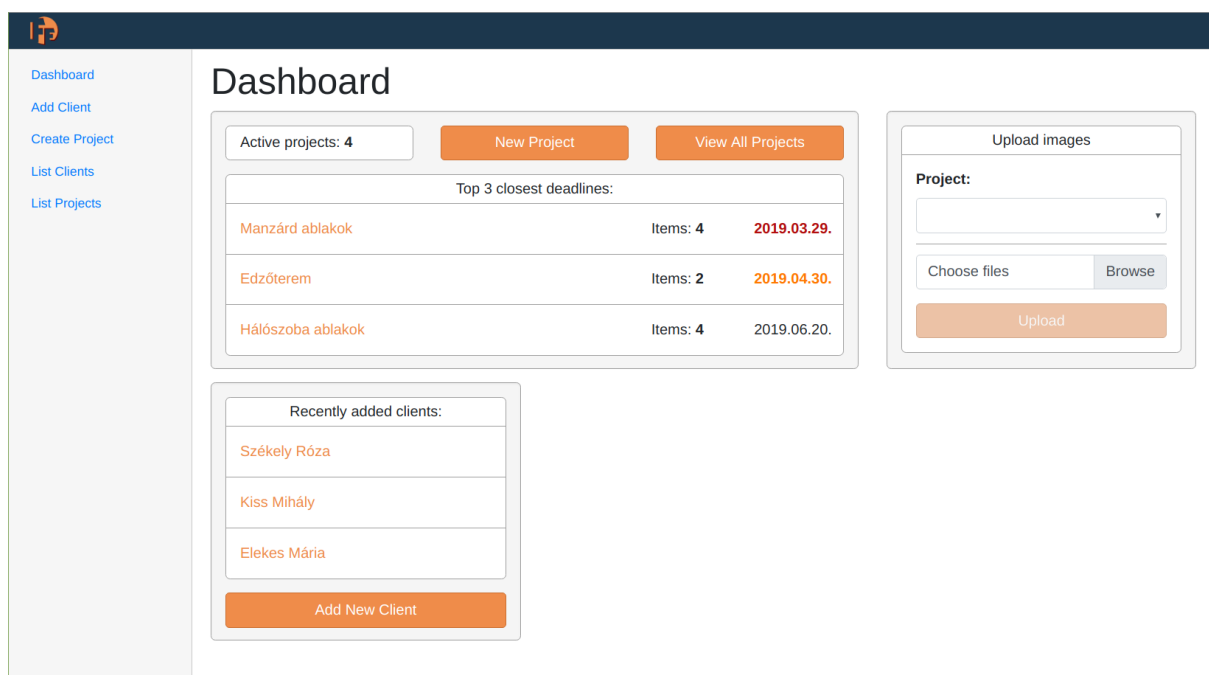 Dashboard
Add Client
Create Project
List Clients
List Projects
Dashboard
Active projects: 4
New Project
View All Projects
Top 3 closest deadlines:
Manzárd ablakok Items: 4 2019.03.29.
Edzőterem Items: 2 2019.04.30.
Hálószoba ablakok Items: 4 2019.06.20.
Upload images
Project:
Choose files Browse
Upload
Recently added clients:
Székely Róza
Kiss Mihály
Elekes Mária
Add New Client